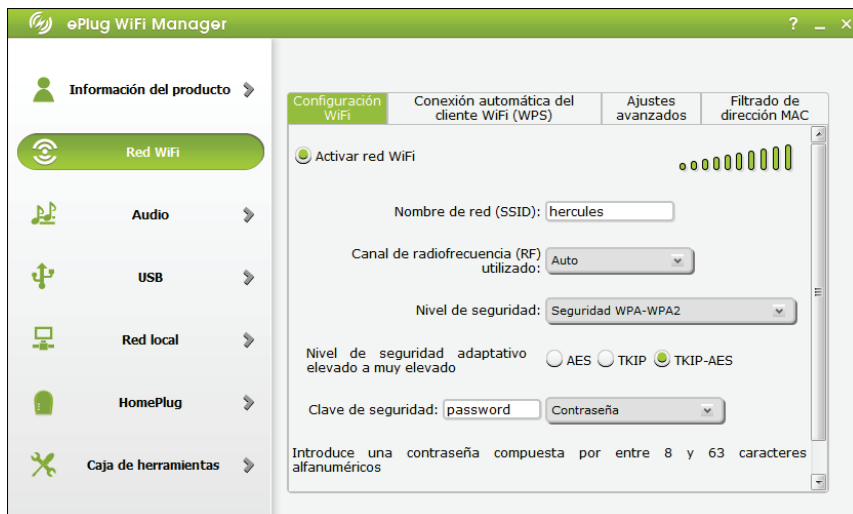 ePlug WiFi Manager
? _ ×
Información del producto
Red WiFi
Audio
USB
Red local
HomePlug
Caja de herramientas
Configuración
WiFi
Conexión automática del
cliente WiFi (WPS)
Ajustes
avanzados
Filtrado de
dirección MAC
Activar red WiFi
Nombre de red (SSID): hercules
Canal de radiofrecuencia (RF)
utilizado: Auto
Nivel de seguridad: Seguridad WPA-WPA2
Nivel de seguridad adaptativo
elevado a muy elevado
AES TKIP TKIP-AES
Clave de seguridad: password Contraseña
Introduce una contraseña compuesta por entre 8 y 63 caracteres
alfanuméricos